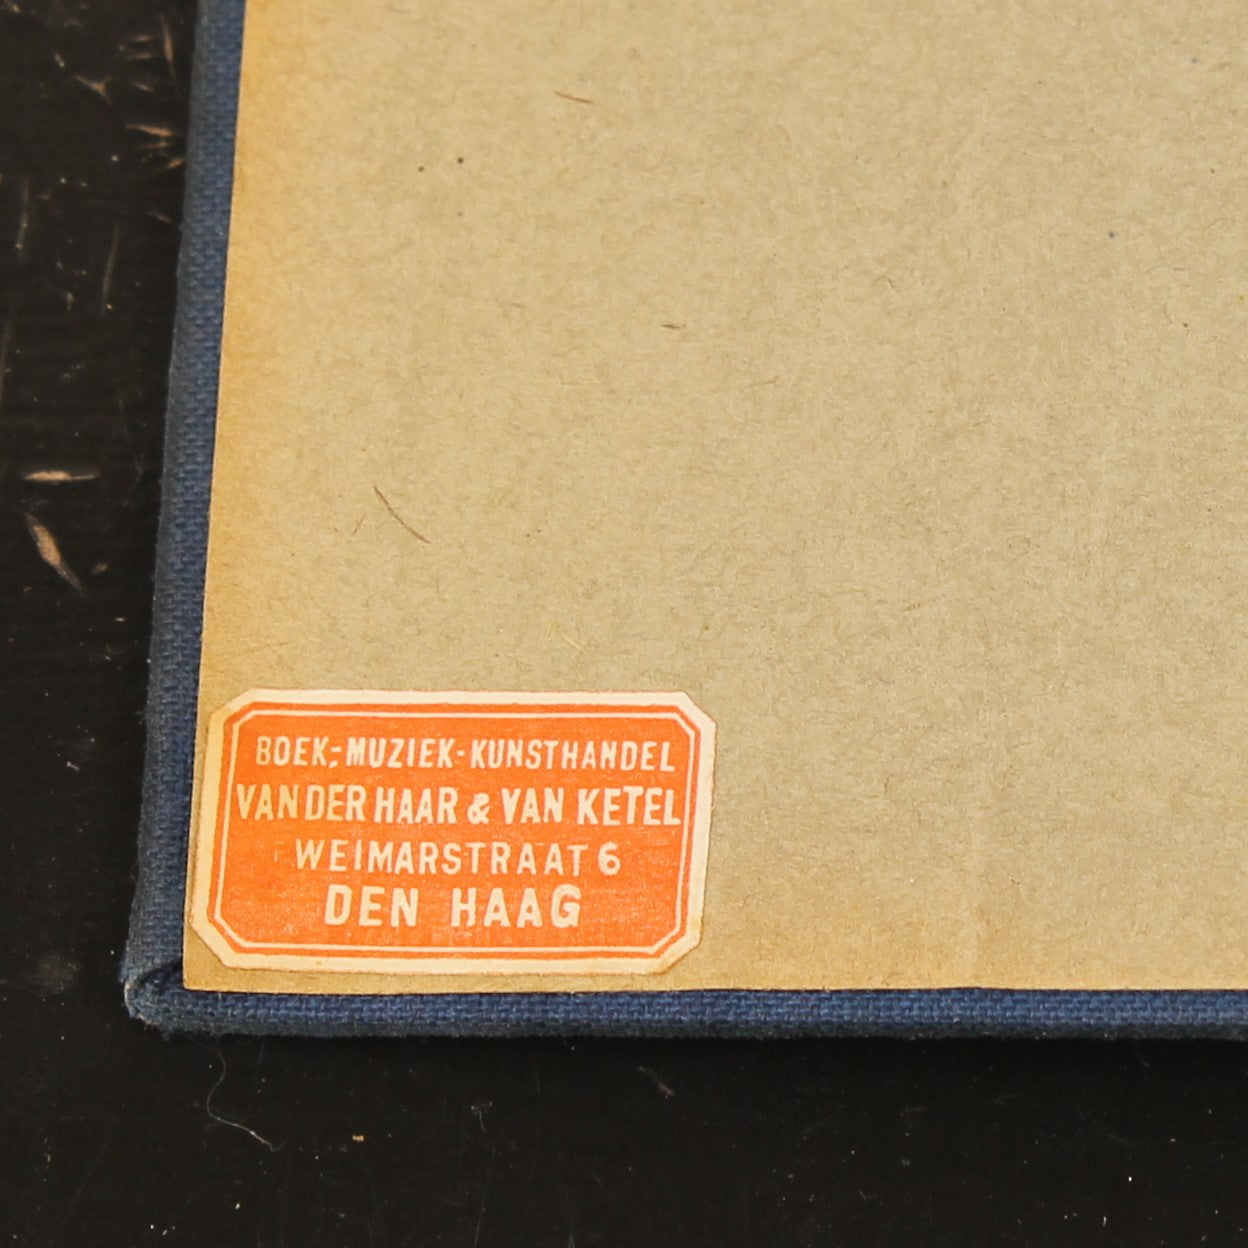 BOEK-, MUZIEK-KUNSTHANDEL
VAN DER HAAR & VAN KETEL
WEIMARSTRAAT 6
DEN HAAG